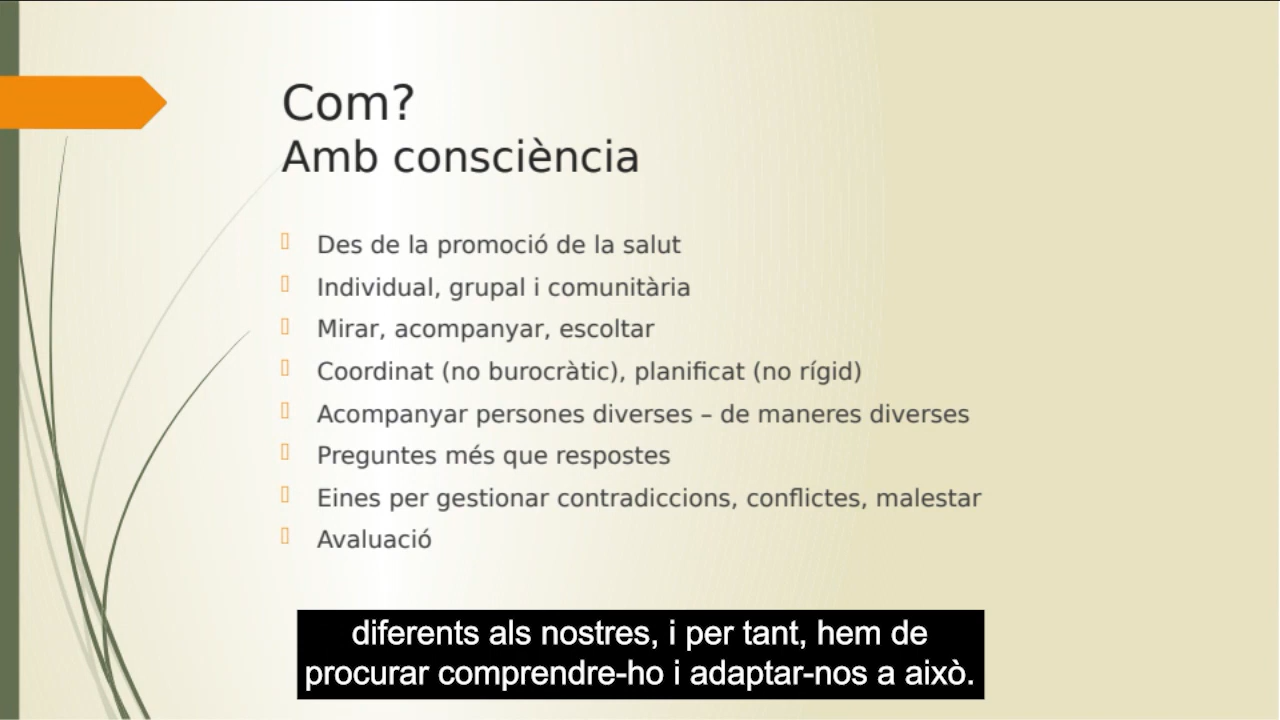 Com?
Amb consciència
Des de la promoció de la salut
Individual, grupal i comunitària
Mirar, acompanyar, escoltar
Coordinat (no burocràtic), planificat (no rígid)
Acompanyar persones diverses – de maneres diverses
Preguntes més que respostes
Eines per gestionar contradiccions, conflictes, malestar
Avaluació
diferents als nostres, i per tant, hem de
procurar comprendre-ho i adaptar-nos a això.